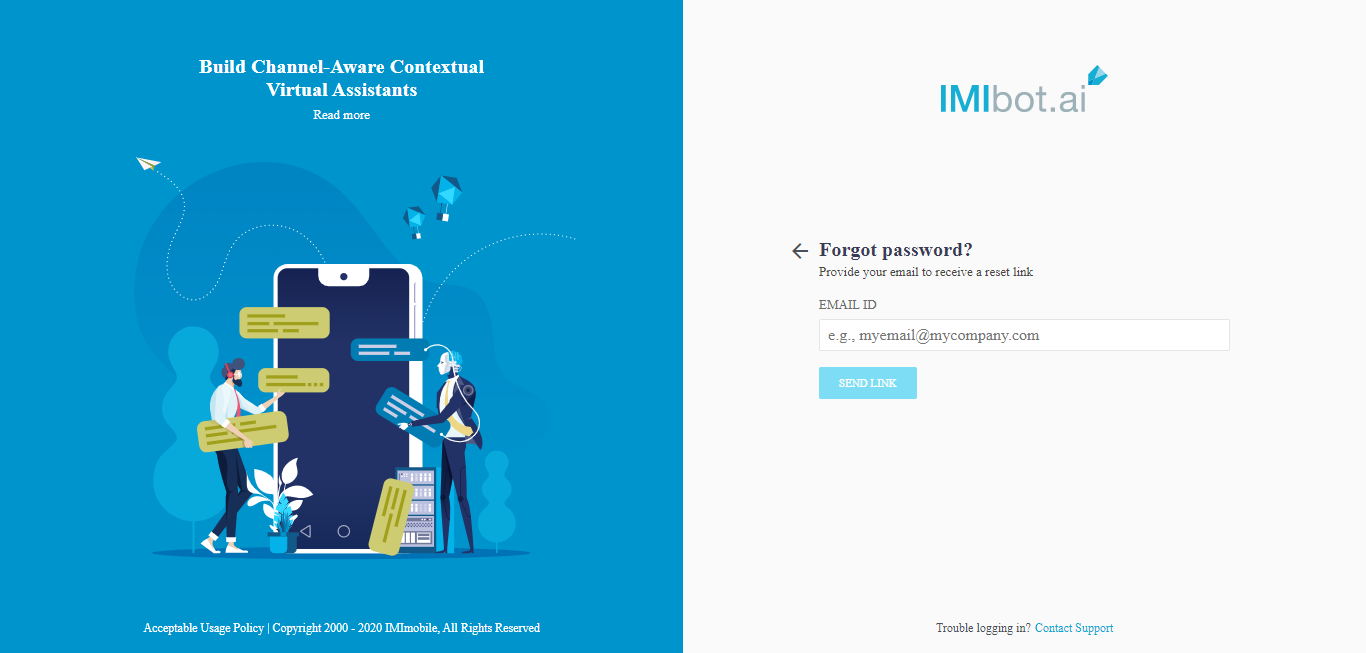 Build Channel-Aware Contextual
Virtual Assistants
Read more
Acceptable Usage Policy | Copyright 2000 - 2020 IMImobile, All Rights Reserved
IMIbot.ai
Forgot password?
Provide your email to receive a reset link
EMAIL ID
e.g., myemail@mycompany.com
SEND LINK
Trouble logging in? Contact Support